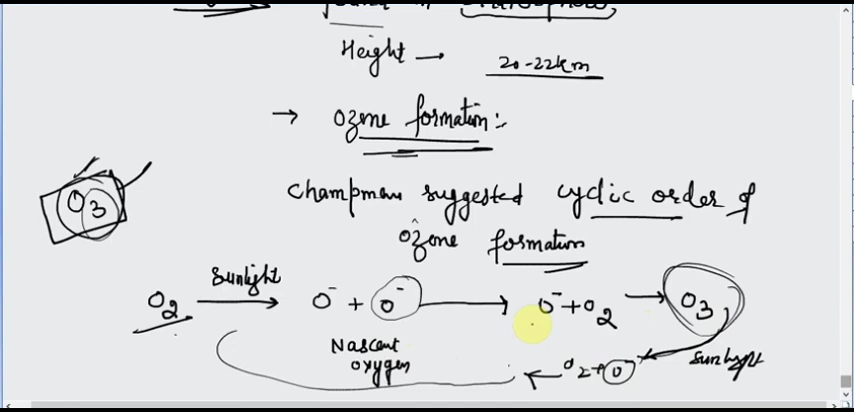 Height → 20-22km
→ Ozone formation:-
O3
Champman suggested cyclic order of
Ozone formation
O2 Sunlight → O⁻ + O⁻ → O⁻ + O2 → O3
Nascent
oxygen
← O2 + O⁻ ← sunlight